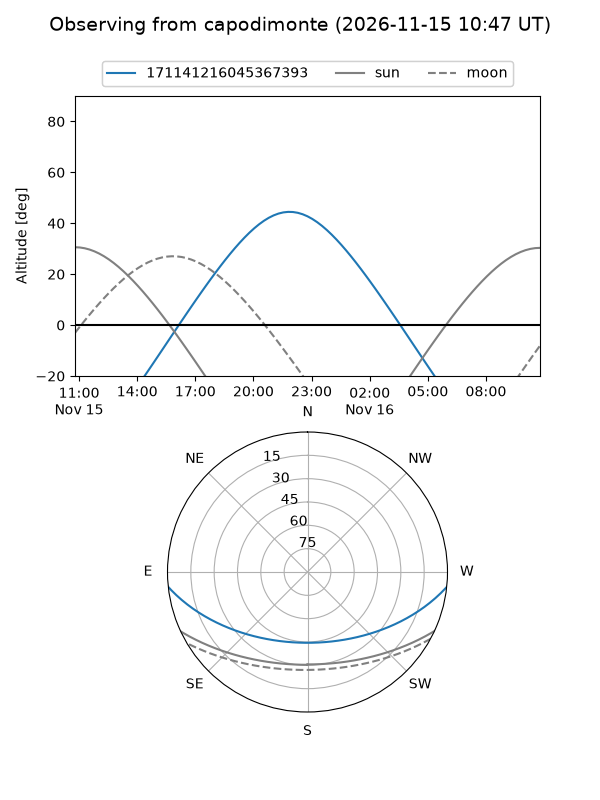 Observing from capodimonte (2026-11-15 10:47 UT)
171141216045367393 sun moon
Altitude [deg]
80
60
40
20
0
−20
11:00 14:00 17:00 20:00 23:00 02:00 05:00 08:00
Nov 15 Nov 16
N
NE NW
15
30
45
60
75
E W
SE SW
S